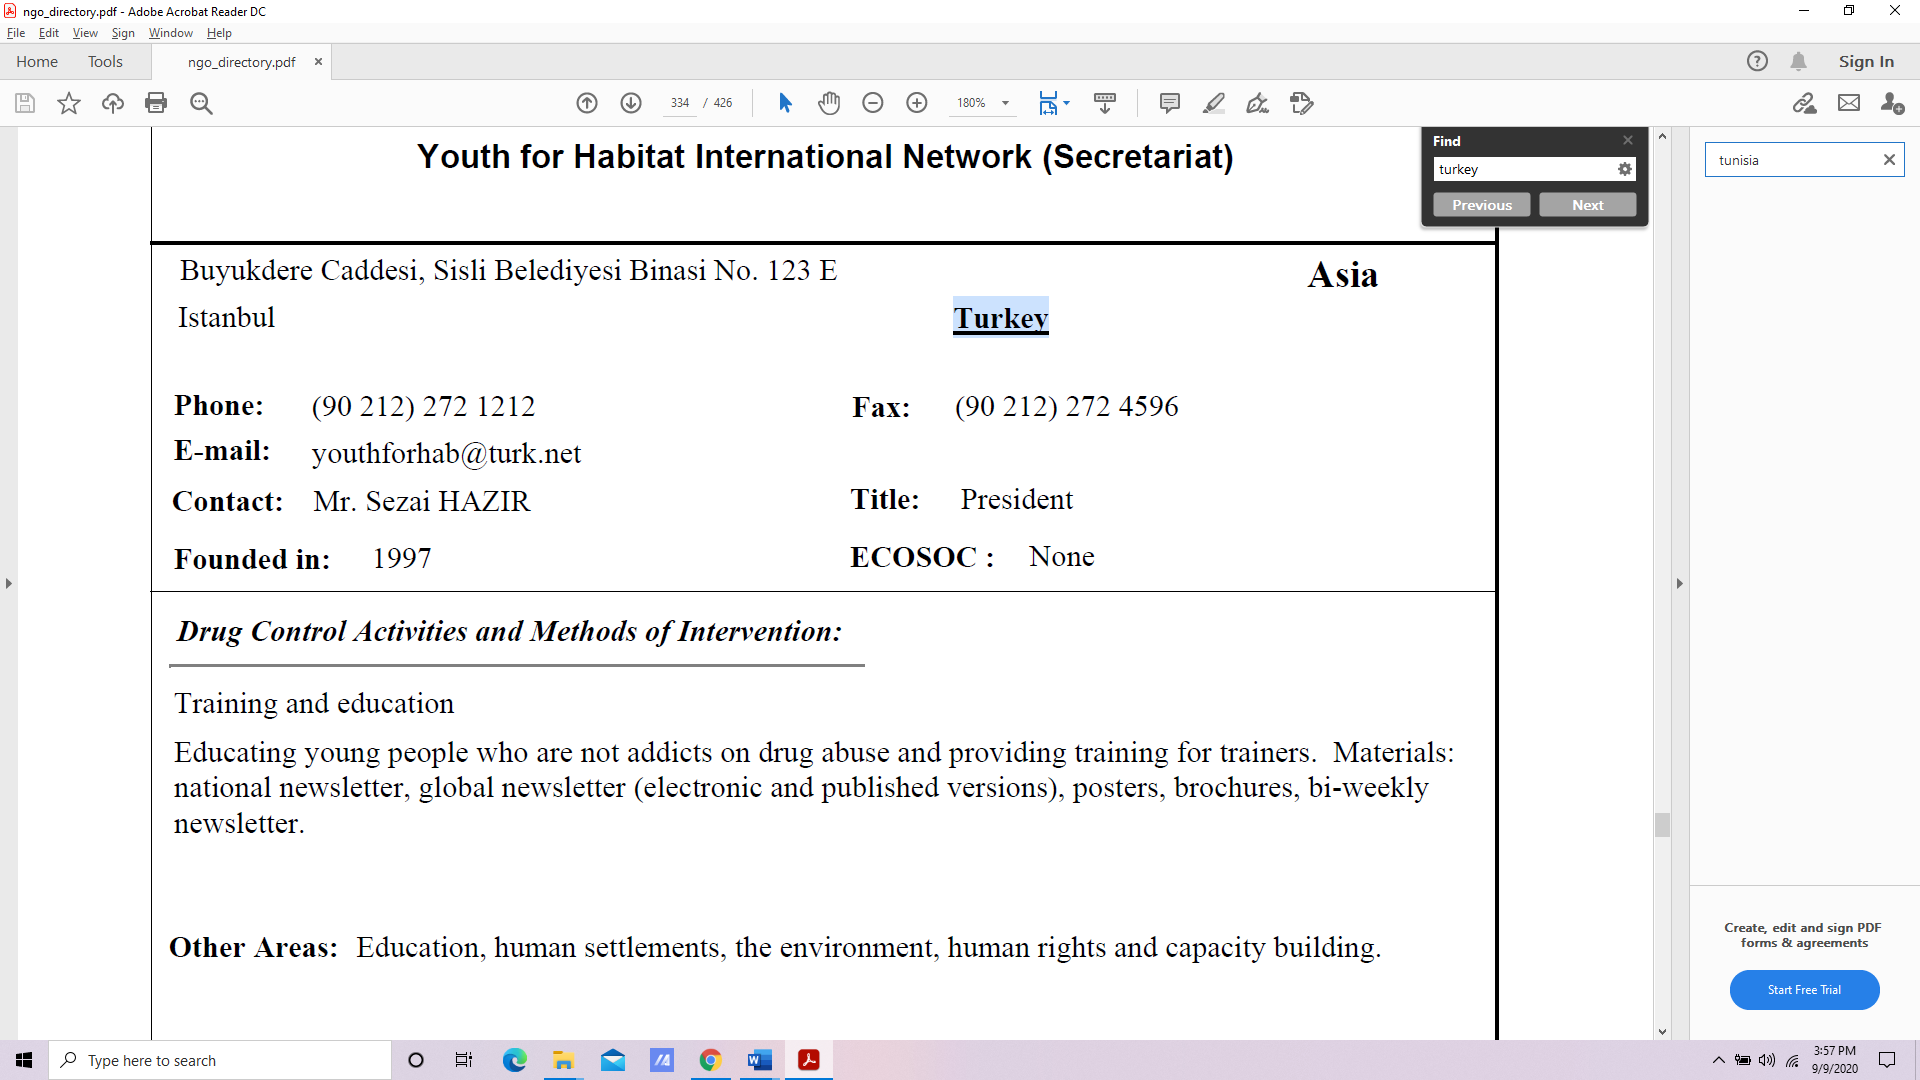 ngo_directory.pdf - Adobe Acrobat Reader DC
File Edit View Sign Window Help
Home Tools ngo_directory.pdf Sign In
334 / 426 180%
Find
turkey
Previous Next
tunisia
Youth for Habitat International Network (Secretariat)
Buyukdere Caddesi, Sisli Belediyesi Binasi No. 123 E Asia
Istanbul Turkey
Phone: (90 212) 272 1212 Fax: (90 212) 272 4596
E-mail: youthforhab@turk.net
Contact: Mr. Sezai HAZIR Title: President
Founded in: 1997 ECOSOC : None
Drug Control Activities and Methods of Intervention:
Training and education
Educating young people who are not addicts on drug abuse and providing training for trainers. Materials:
national newsletter, global newsletter (electronic and published versions), posters, brochures, bi-weekly
newsletter.
Other Areas: Education, human settlements, the environment, human rights and capacity building.
Create, edit and sign PDF
forms & agreements
Start Free Trial
Type here to search
3:57 PM
9/9/2020